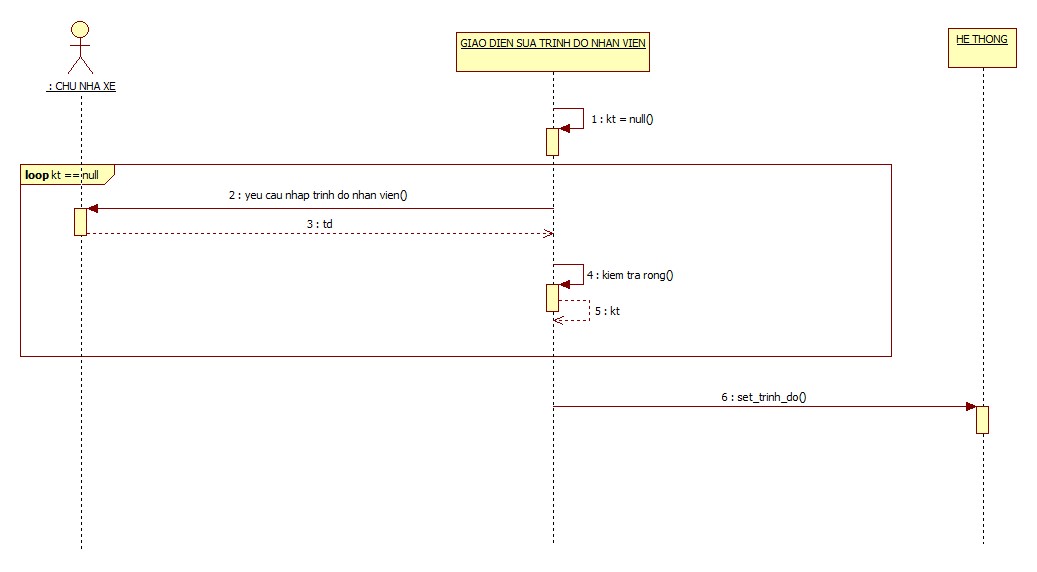 GIAO DIEN SUA TRINH DO NHAN VIEN
HE THONG
: CHU NHA XE
1 : kt = null()
loop kt == null
2 : yeu cau nhap trinh do nhan vien()
3 : td
4 : kiem tra rong()
5 : kt
6 : set_trinh_do()